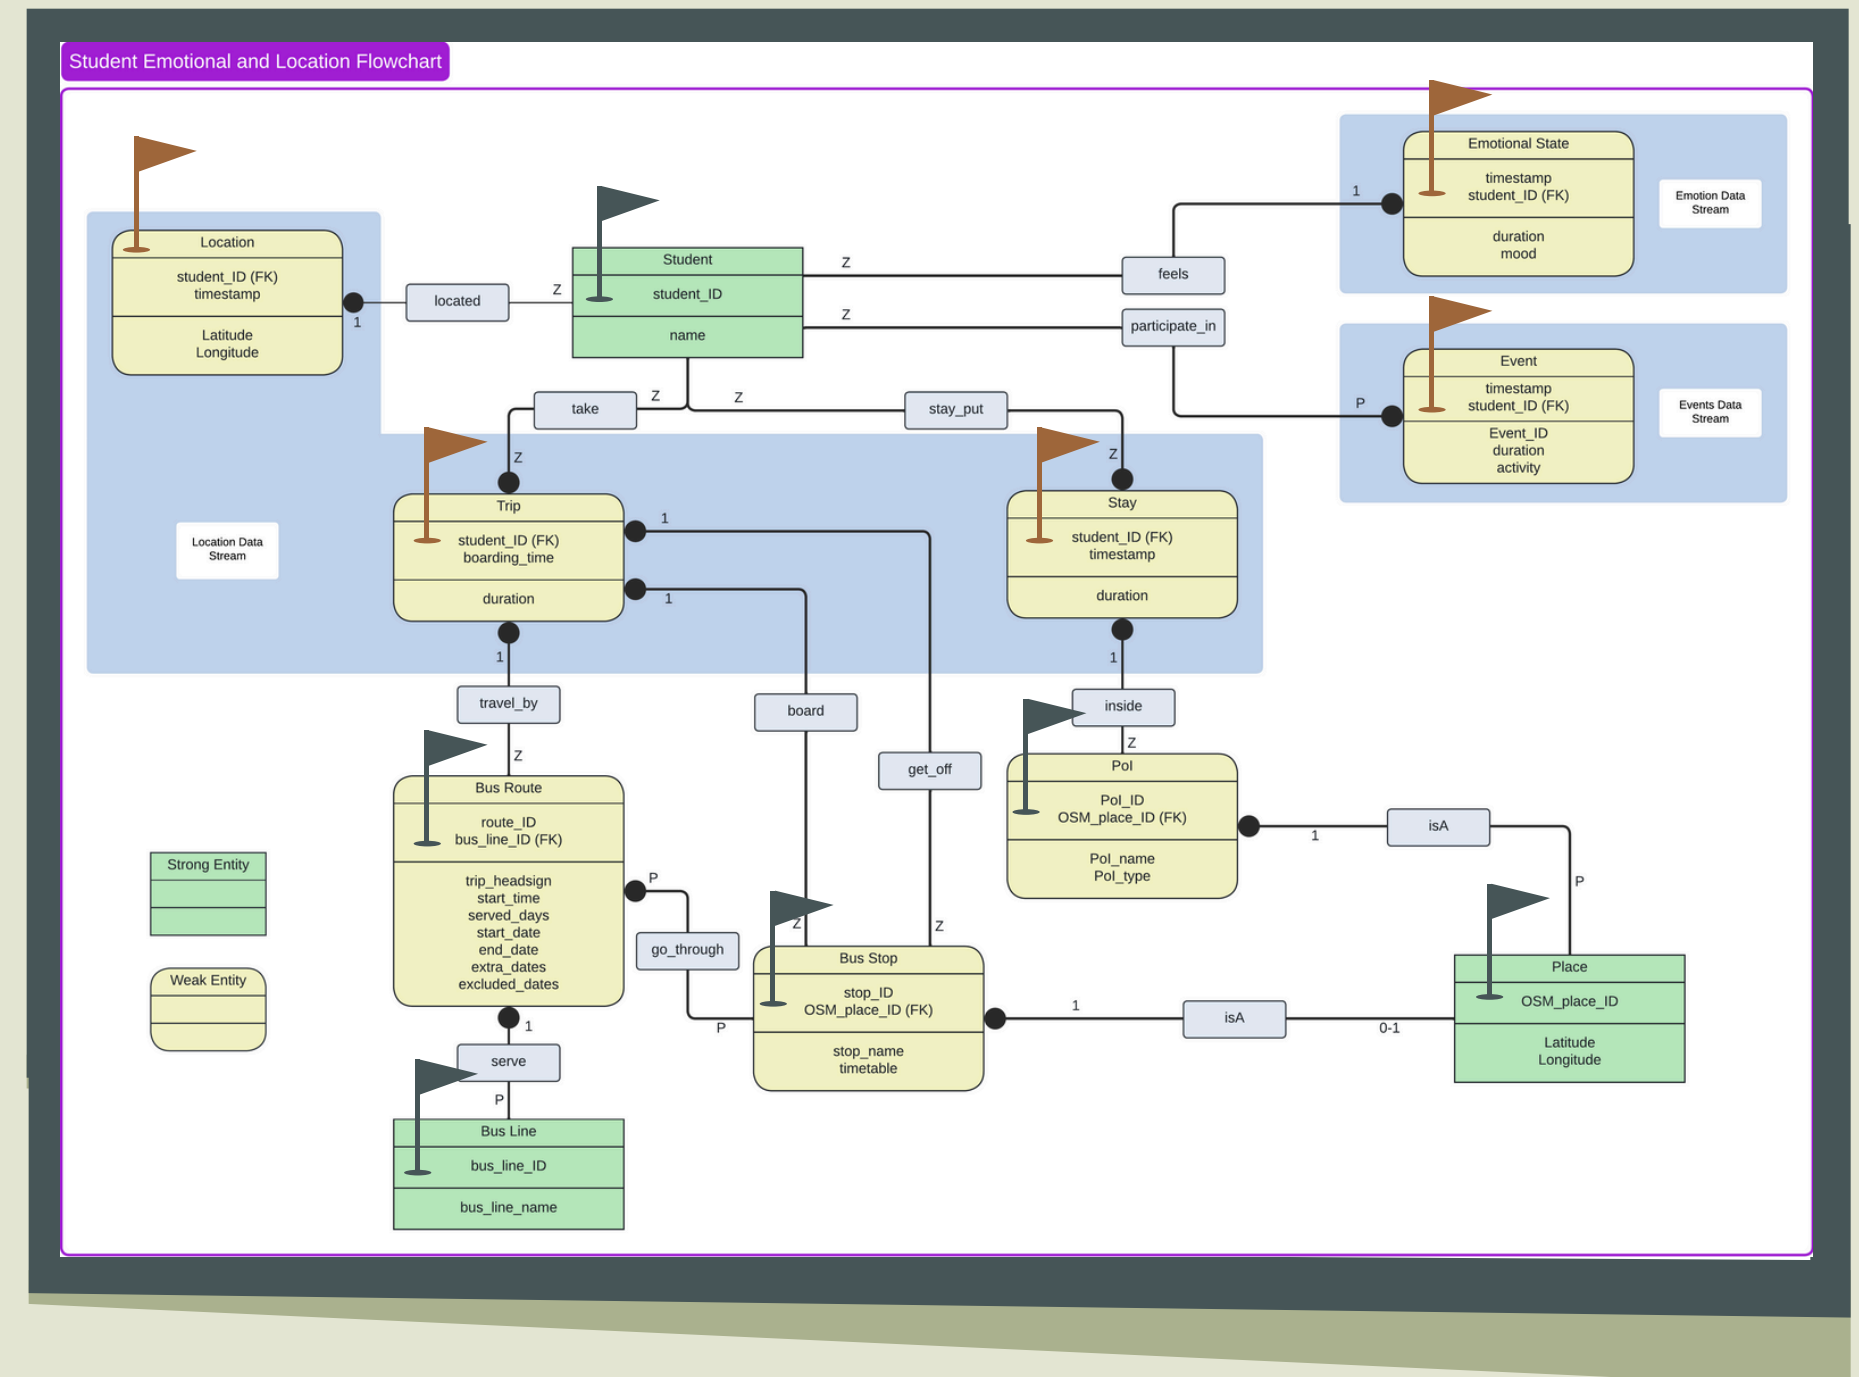 Student Emotional and Location Flowchart
Emotional State
timestamp
student_ID (FK)
duration
mood
Emotion Data
Stream
1
Location
student_ID (FK)
timestamp
Latitude
Longitude
1
located
Z
Student
student_ID
name
Z
feels
Z
participate_in
P
Event
timestamp
student_ID (FK)
Event_ID
duration
activity
Events Data
Stream
take
Z
Z
stay_put
Z
Z
Location Data
Stream
Trip
student_ID (FK)
boarding_time
duration
1
1
1
Stay
student_ID (FK)
timestamp
duration
1
travel_by
Z
board
Z
get_off
Z
inside
Z
Bus Route
route_ID
bus_line_ID (FK)
trip_headsign
start_time
served_days
start_date
end_date
extra_dates
excluded_dates
P
go_through
P
PoI
PoI_ID
OSM_place_ID (FK)
PoI_name
PoI_type
1
isA
P
Strong Entity
Weak Entity
Bus Stop
stop_ID
OSM_place_ID (FK)
stop_name
timetable
1
isA
0-1
Place
OSM_place_ID
Latitude
Longitude
1
serve
P
Bus Line
bus_line_ID
bus_line_name